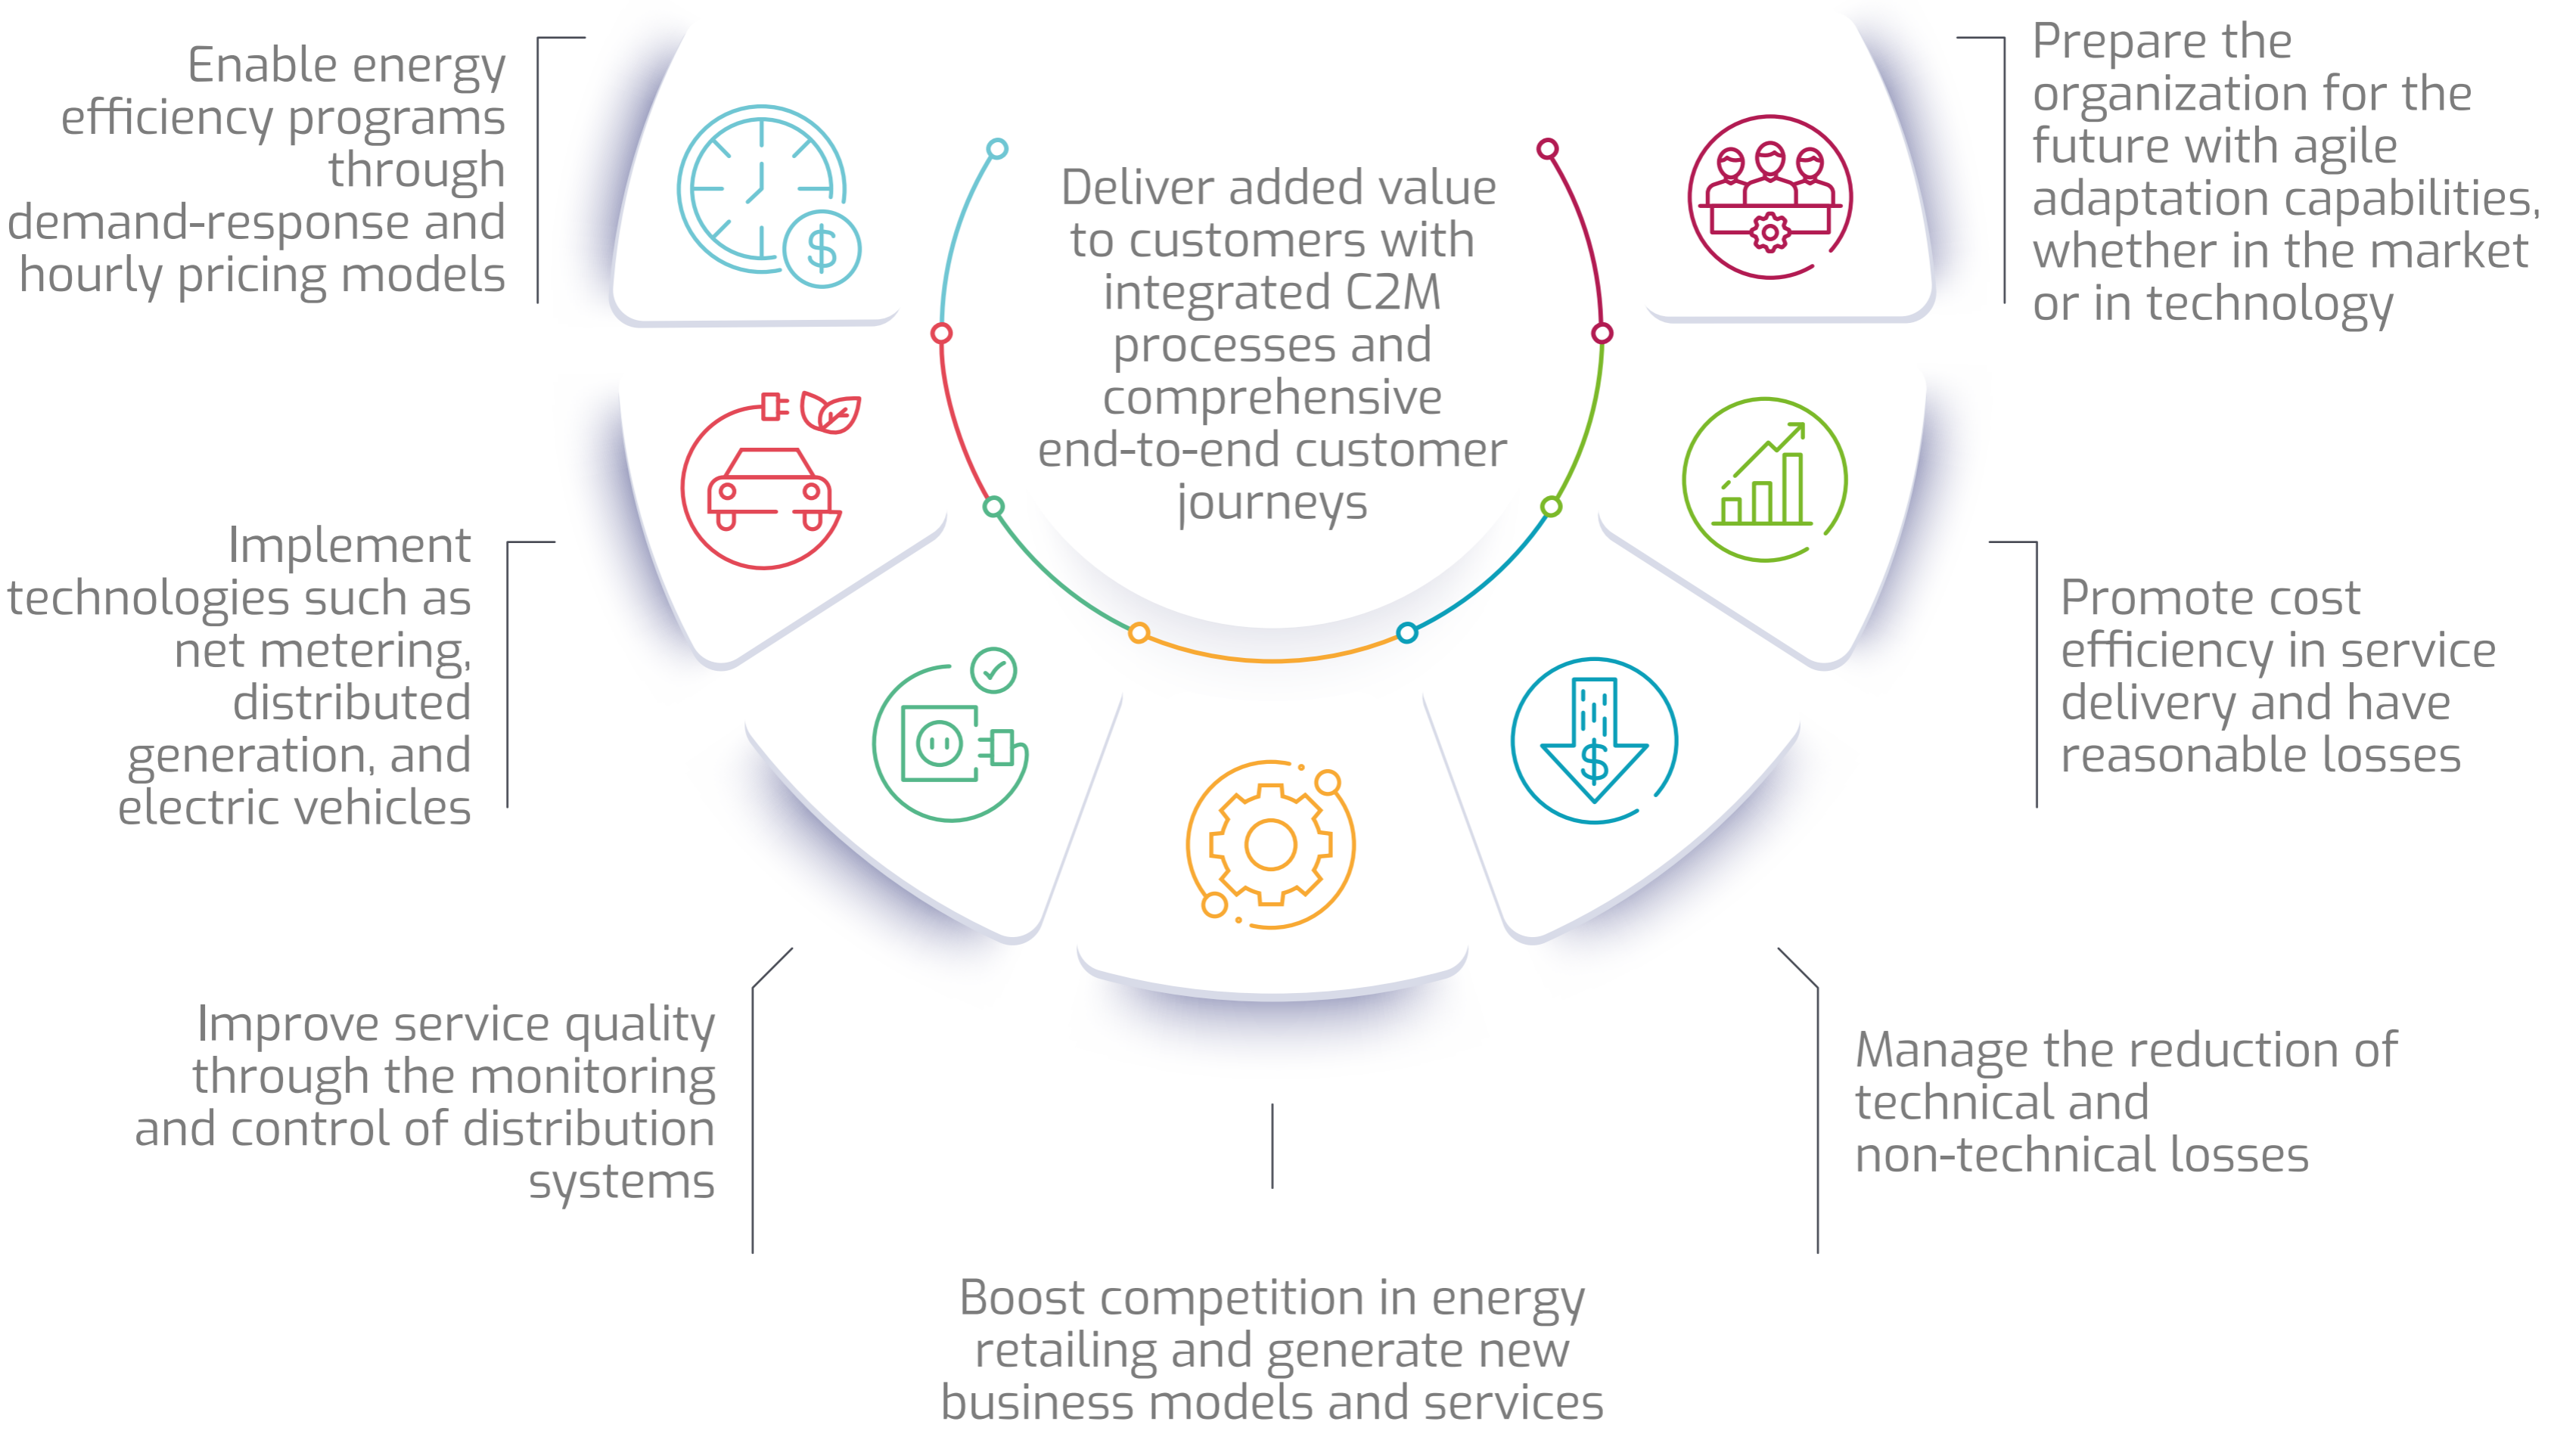 Enable energy
efficiency programs
through
demand-response and
hourly pricing models
Deliver added value
to customers with
integrated C2M
processes and
comprehensive
end-to-end customer
journeys
Prepare the
organization for the
future with agile
adaptation capabilities,
whether in the market
or in technology
$
Implement
technologies such as
net metering,
distributed
generation, and
electric vehicles
Promote cost
efficiency in service
delivery and have
reasonable losses
$
Improve service quality
through the monitoring
and control of distribution
systems
Manage the reduction of
technical and
non-technical losses
Boost competition in energy
retailing and generate new
business models and services